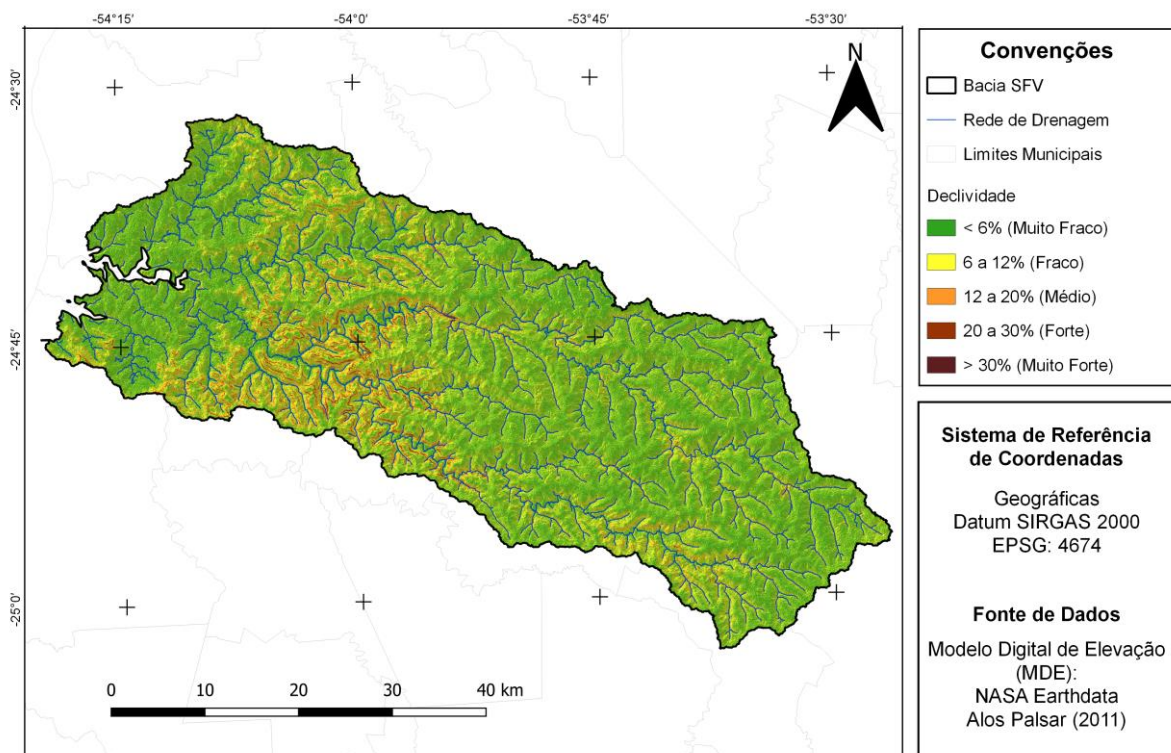 -54°15'
-54°0'
-53°45'
-53°30'
-24°30'
-24°45'
-25°0'
N
0
10
20
30
40 km
Convenções
Bacia SFV
Rede de Drenagem
Limites Municipais
Declividade
< 6% (Muito Fraco)
6 a 12% (Fraco)
12 a 20% (Médio)
20 a 30% (Forte)
> 30% (Muito Forte)
Sistema de Referência
de Coordenadas
Geográficas
Datum SIRGAS 2000
EPSG: 4674
Fonte de Dados
Modelo Digital de Elevação
(MDE):
NASA Earthdata
Alos Palsar (2011)